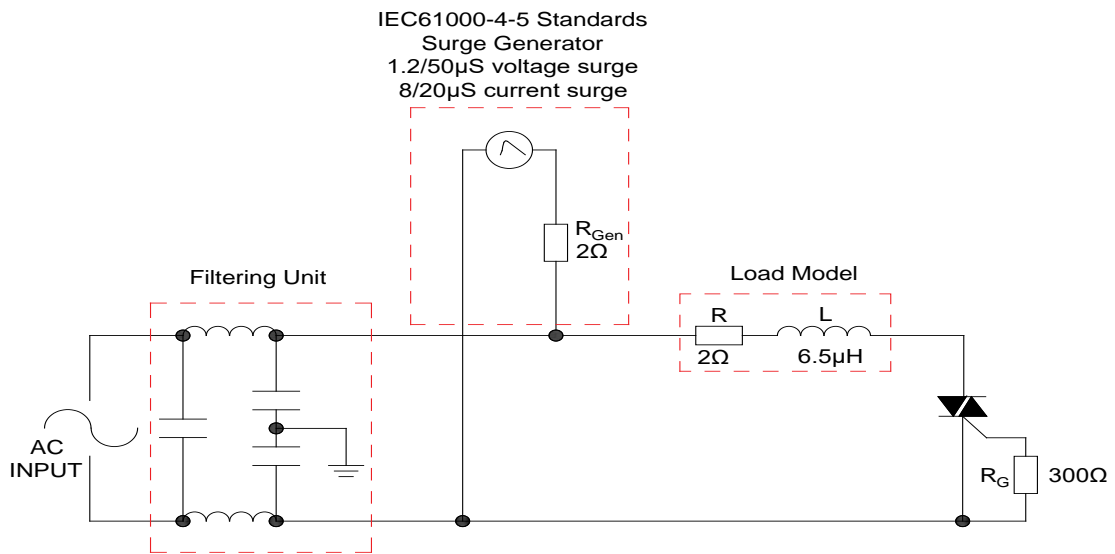 IEC61000-4-5 Standards
Surge Generator
1.2/50µS voltage surge
8/20µS current surge
RGen
2Ω
Filtering Unit
Load Model
R
L
2Ω
6.5µH
AC
INPUT
RG
300Ω